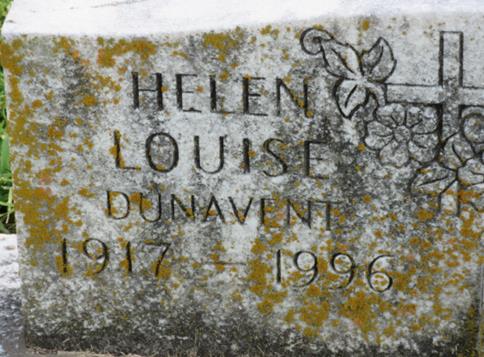 HELEN
LOUISE
DUNAVENT
1917 – 1996